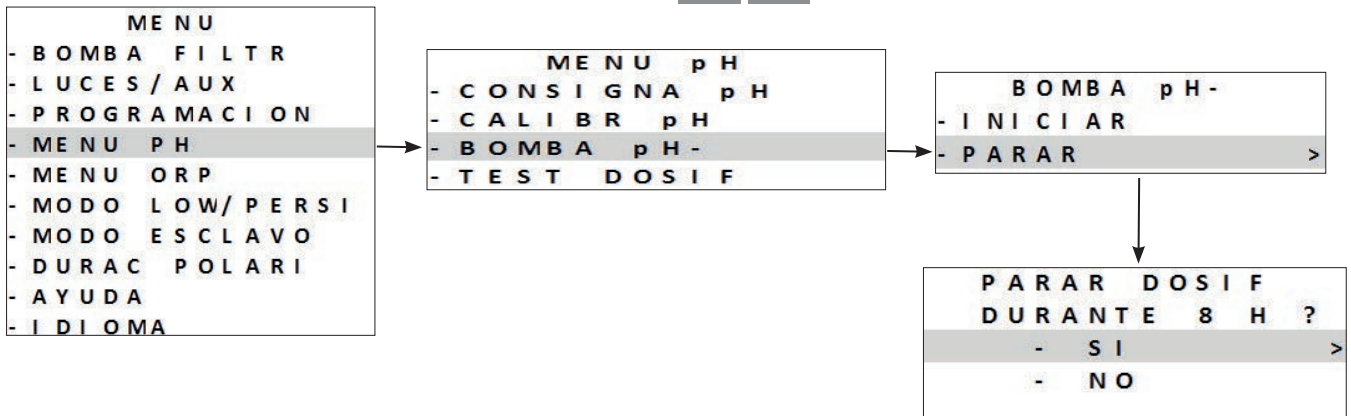 MENU
- BOMBA FILTR
- LUCES/AUX
- PROGRAMACION
- MENU PH
- MENU ORP
- MODO LOW/PERSI
- MODO ESCLAVO
- DURAC POLARI
- AYUDA
- IDIOMA
MENU pH
- CONSIGNA pH
- CALIBR pH
- BOMBA pH-
- TEST DOSIF
BOMBA pH-
- INICIAR
- PARAR >
PARAR DOSIF
DURANTE 8 H ?
- SI >
- NO